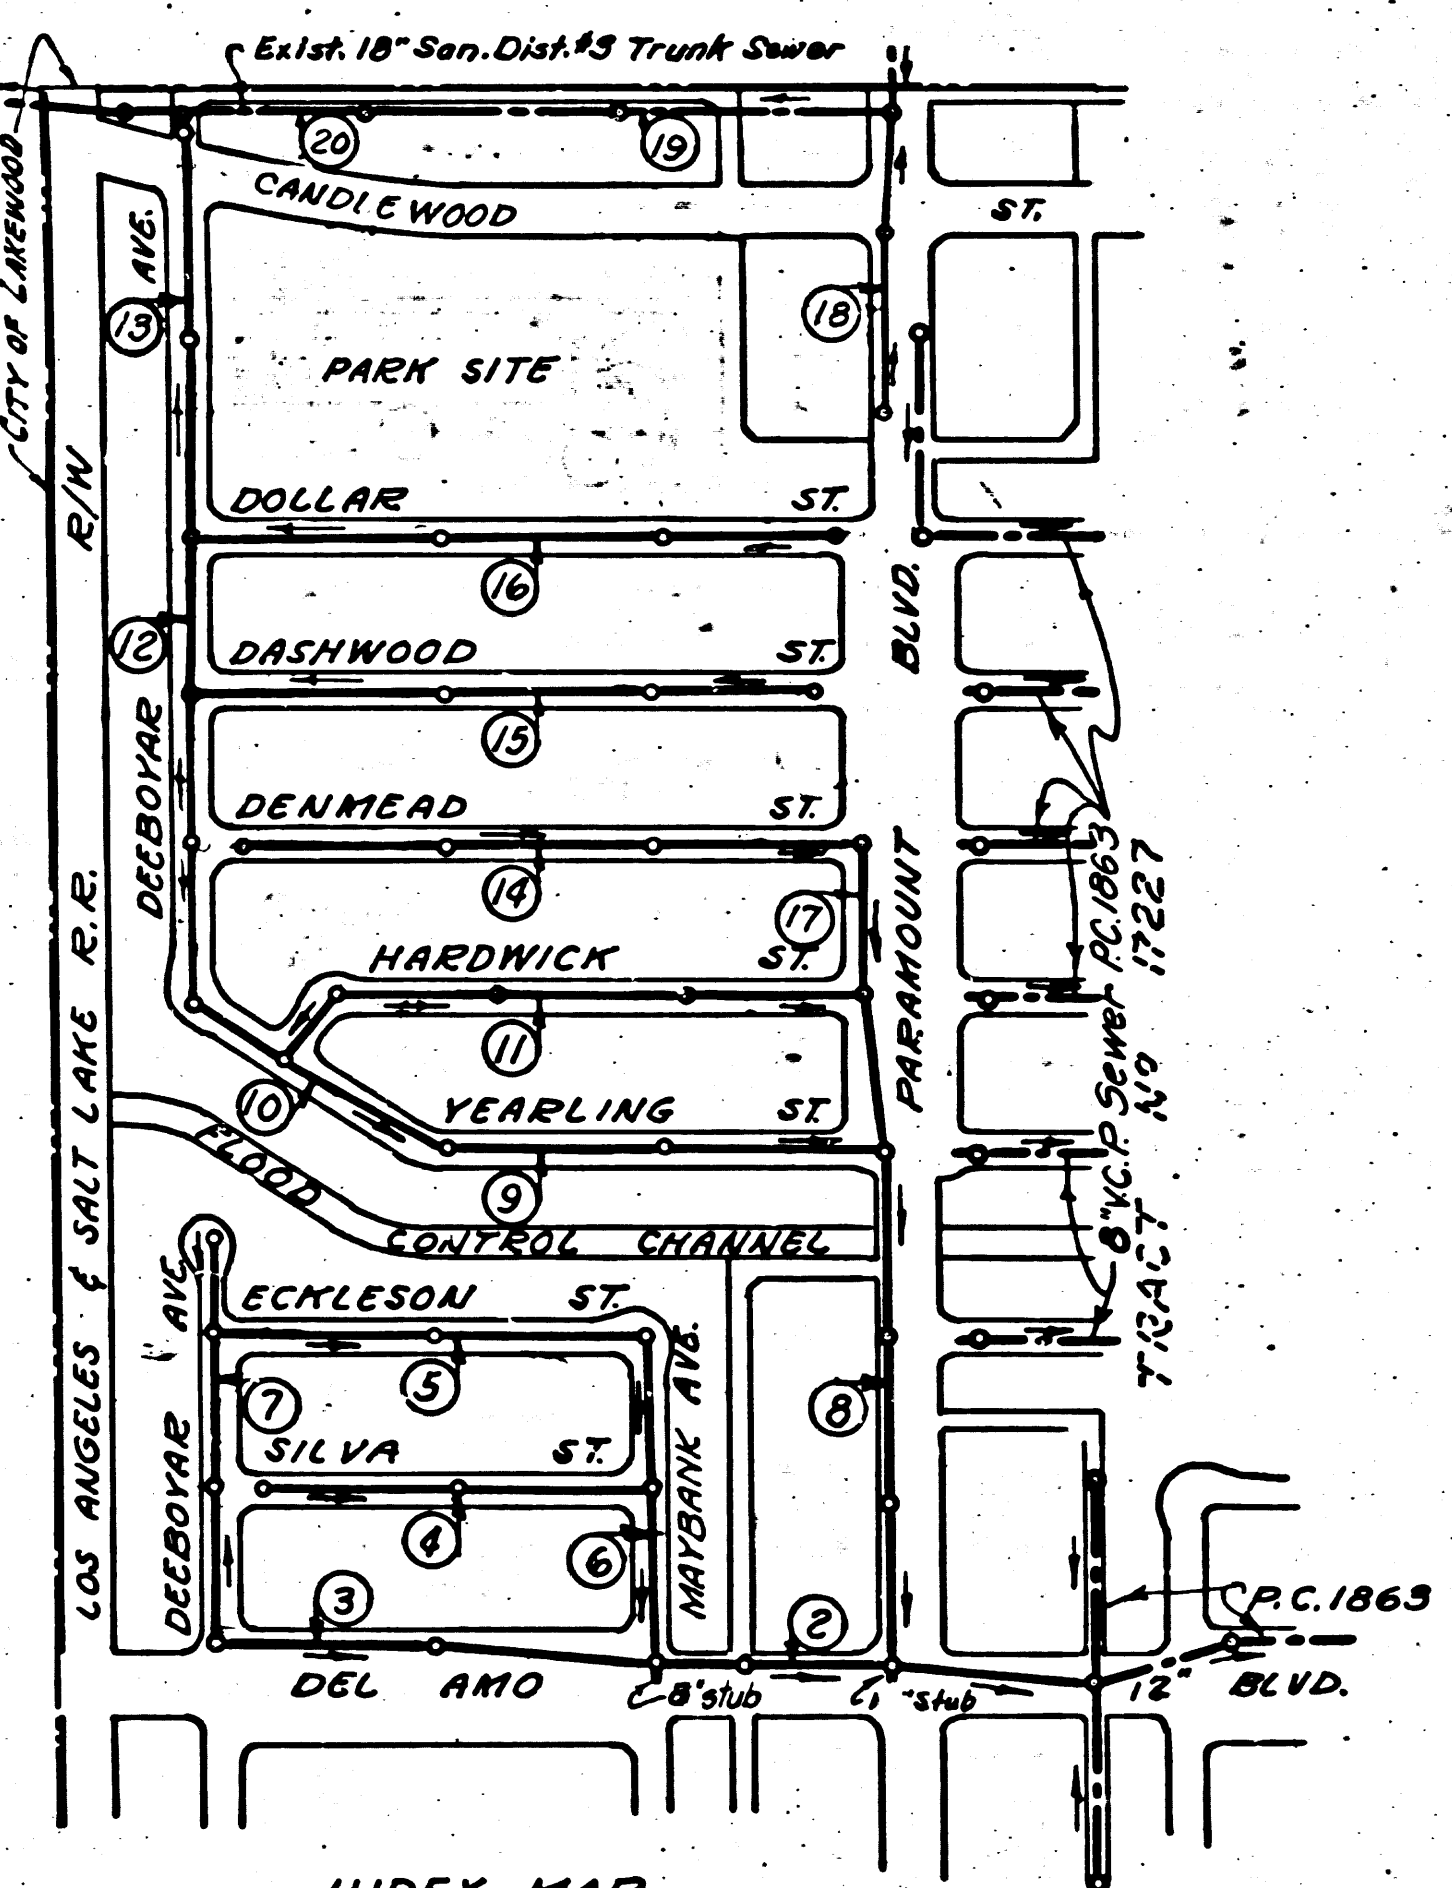 Exist. 18" San. Dist. #3 Trunk Sewer
CITY OF LAKEWOOD
20
19
CANDLEWOOD ST.
AVE.
13
18
PARK SITE
R/W
DOLLAR ST.
16
BLVD.
12
DASHWOOD ST.
15
DEEBOYAR
DENMEAD ST.
14
17
PARAMOUNT
HARDWICK ST.
11
8" V.C.P. Sewer P.C. 1863
TRACT NO 17227
10
YEARLING ST.
9
FLOOD CONTROL CHANNEL
LOS ANGELES & SALT LAKE R.R.
DEEBOYAR AVE.
ECKLESON ST.
5
7
8
MAYBANK AVE.
SILVA ST.
4
6
3
2
P.C. 1863
DEL AMO BLVD.
8" stub
" stub
12"
INDEX MAP